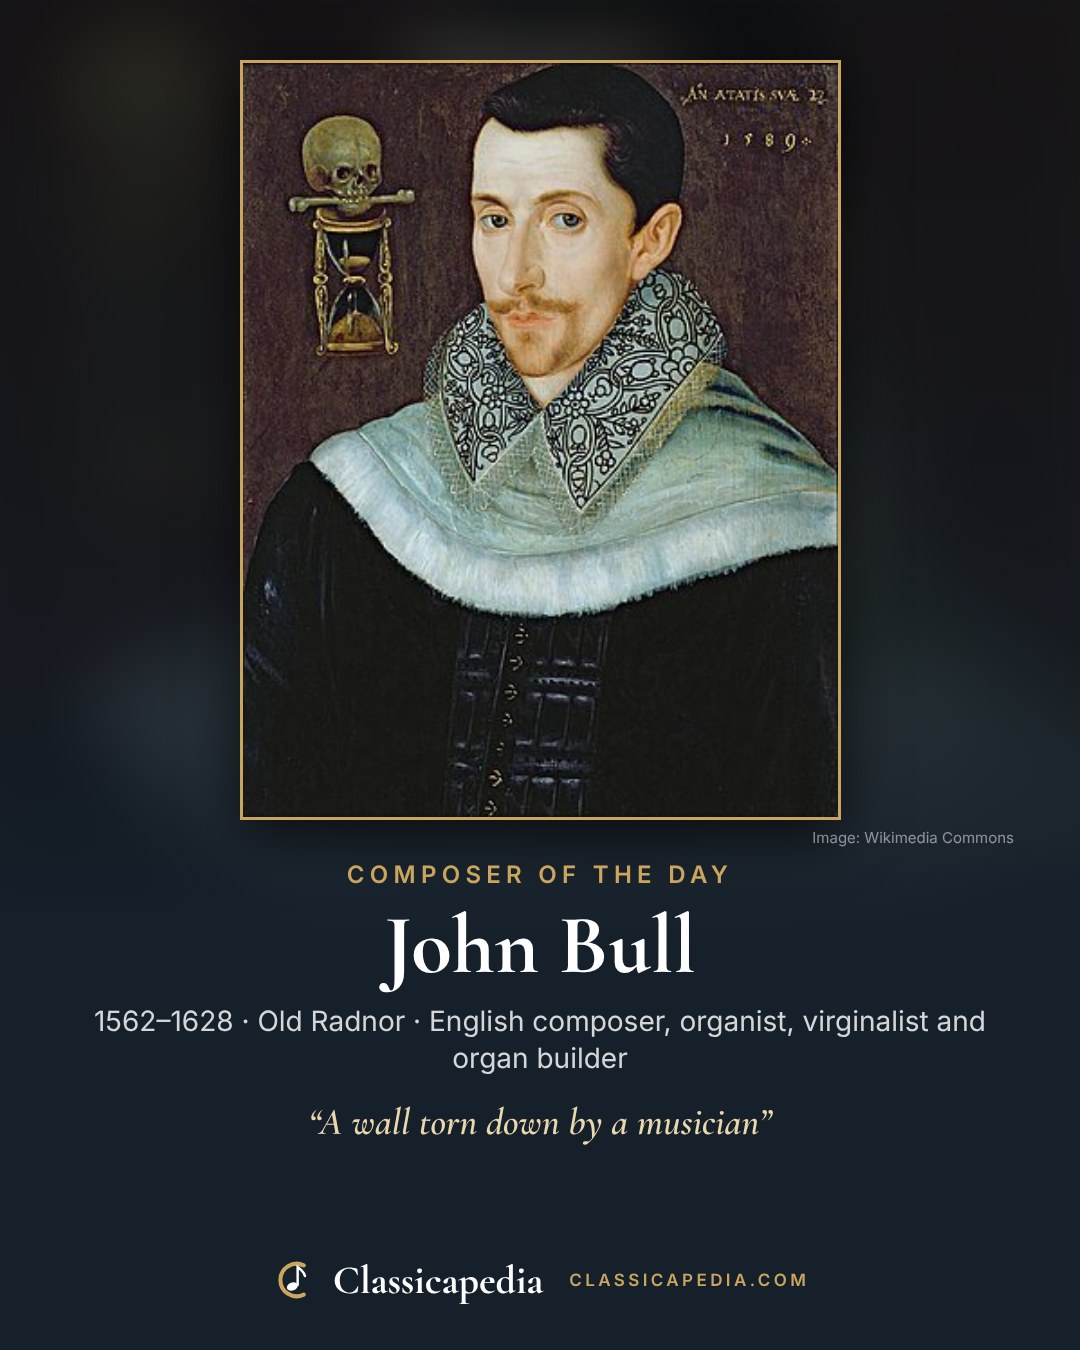 AN ÆTATIS SVÆ 27
1589
Image: Wikimedia Commons
COMPOSER OF THE DAY
John Bull
1562–1628 · Old Radnor · English composer, organist, virginalist and
organ builder
“A wall torn down by a musician”
Classicapedia CLASSICAPEDIA.COM